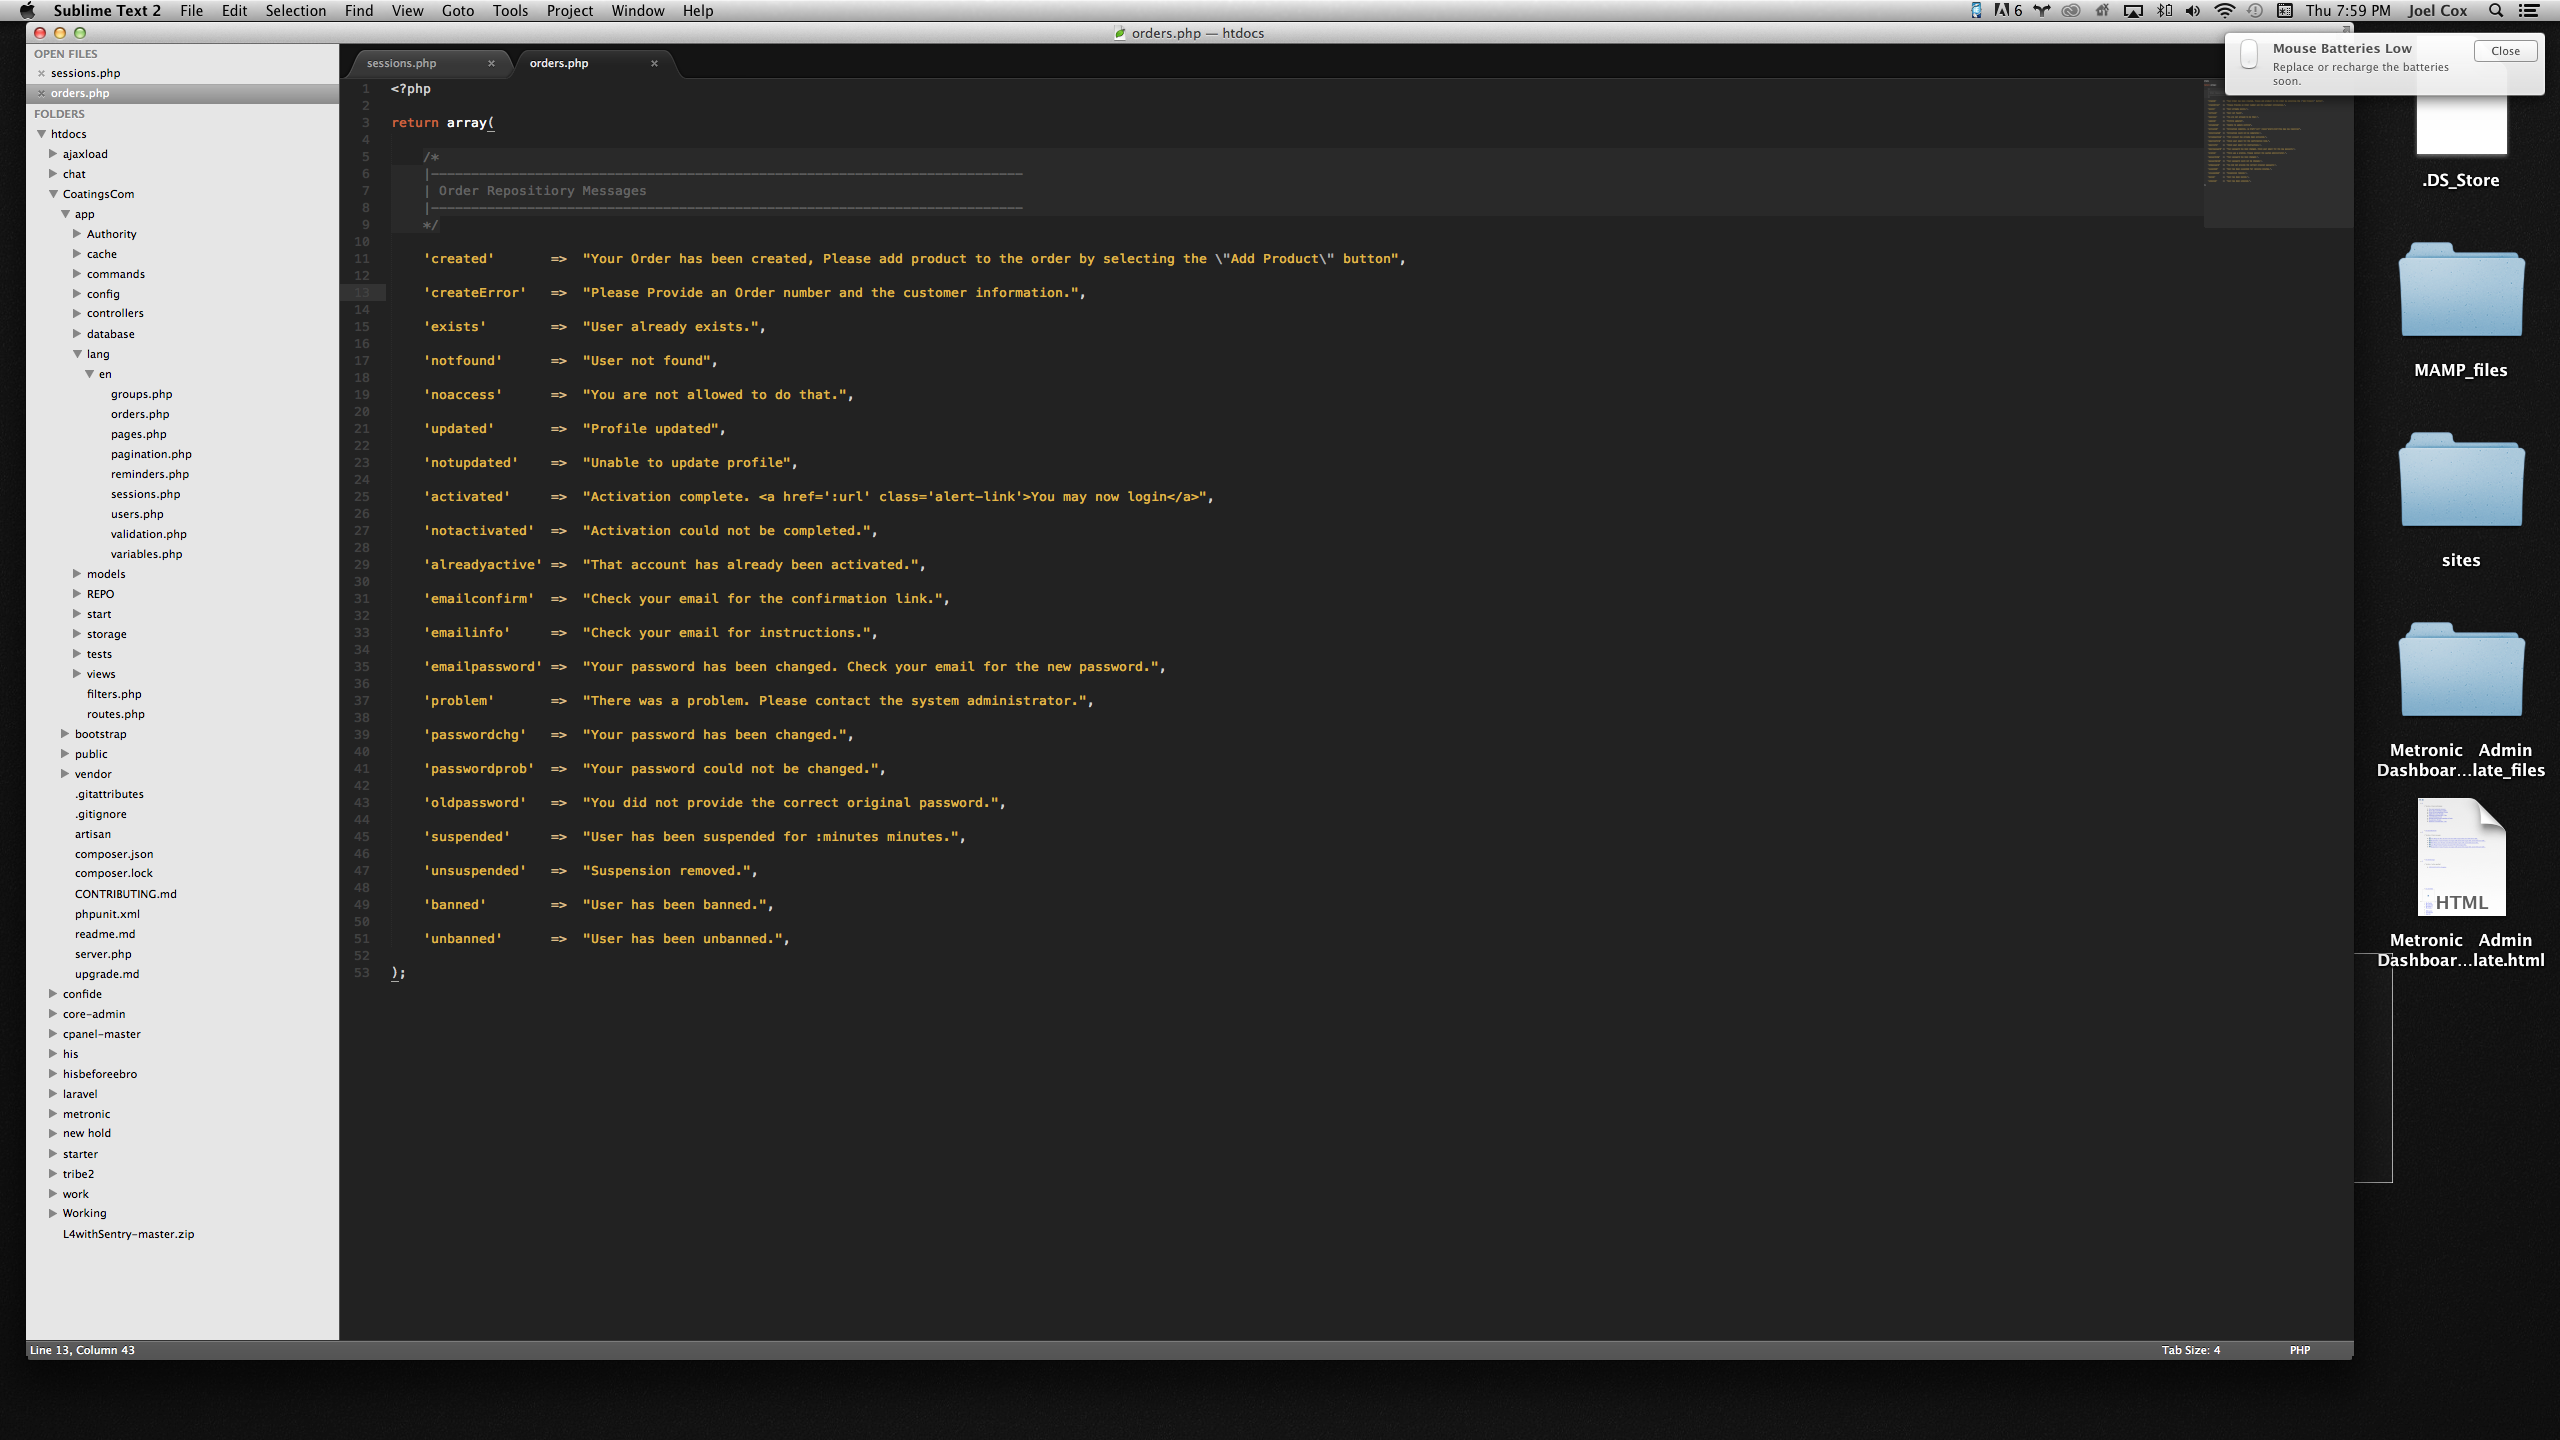 Sublime Text 2 File Edit Selection Find View Goto Tools Project Window Help
6 Thu 7:59 PM Joel Cox
orders.php — htdocs
Mouse Batteries Low
Replace or recharge the batteries
soon.
Close
OPEN FILES
sessions.php
orders.php
FOLDERS
htdocs
ajaxload
chat
CoatingsCom
app
Authority
cache
commands
config
controllers
database
lang
en
groups.php
orders.php
pages.php
pagination.php
reminders.php
sessions.php
users.php
validation.php
variables.php
models
REPO
start
storage
tests
views
filters.php
routes.php
bootstrap
public
vendor
.gitattributes
.gitignore
artisan
composer.json
composer.lock
CONTRIBUTING.md
phpunit.xml
readme.md
server.php
upgrade.md
confide
core-admin
cpanel-master
his
hisbeforeebro
laravel
metronic
new hold
starter
tribe2
work
Working
L4withSentry-master.zip
sessions.php orders.php
1 <?php
2
3 return array(
4
5 /*
6 |--------------------------------------------------------------------------
7 | Order Repositiory Messages
8 |--------------------------------------------------------------------------
9 */
10
11 'created' => "Your Order has been created, Please add product to the order by selecting the \"Add Product\" button",
12
13 'createError' => "Please Provide an Order number and the customer information.",
14
15 'exists' => "User already exists.",
16
17 'notfound' => "User not found",
18
19 'noaccess' => "You are not allowed to do that.",
20
21 'updated' => "Profile updated",
22
23 'notupdated' => "Unable to update profile",
24
25 'activated' => "Activation complete. <a href=':url' class='alert-link'>You may now login</a>",
26
27 'notactivated' => "Activation could not be completed.",
28
29 'alreadyactive' => "That account has already been activated.",
30
31 'emailconfirm' => "Check your email for the confirmation link.",
32
33 'emailinfo' => "Check your email for instructions.",
34
35 'emailpassword' => "Your password has been changed. Check your email for the new password.",
36
37 'problem' => "There was a problem. Please contact the system administrator.",
38
39 'passwordchg' => "Your password has been changed.",
40
41 'passwordprob' => "Your password could not be changed.",
42
43 'oldpassword' => "You did not provide the correct original password.",
44
45 'suspended' => "User has been suspended for :minutes minutes.",
46
47 'unsuspended' => "Suspension removed.",
48
49 'banned' => "User has been banned.",
50
51 'unbanned' => "User has been unbanned.",
52
53 );
.DS_Store
MAMP_files
sites
Metronic Admin
Dashboar...late_files
HTML
Metronic Admin
Dashboar...late.html
Line 13, Column 43
Tab Size: 4 PHP